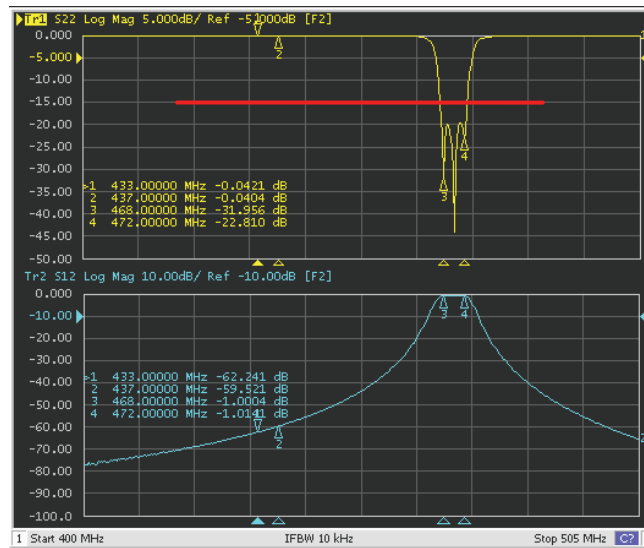 Tr1 S22 Log Mag 5.000dB/ Ref -5.000dB [F2]
0.000
-5.000
-10.00
-15.00
-20.00
-25.00
-30.00
-35.00
-40.00
-45.00
-50.00
2
3
4
>1 433.00000 MHz -0.0421 dB
2 437.00000 MHz -0.0404 dB
3 468.00000 MHz -31.956 dB
4 472.00000 MHz -22.810 dB
Tr2 S12 Log Mag 10.00dB/ Ref -10.00dB [F2]
0.000
-10.00
-20.00
-30.00
-40.00
-50.00
-60.00
-70.00
-80.00
-90.00
-100.0
3
4
>1 433.00000 MHz -62.241 dB
2 437.00000 MHz -59.521 dB
3 468.00000 MHz -1.0004 dB
4 472.00000 MHz -1.0141 dB
2
1 Start 400 MHz IFBW 10 kHz Stop 505 MHz C?